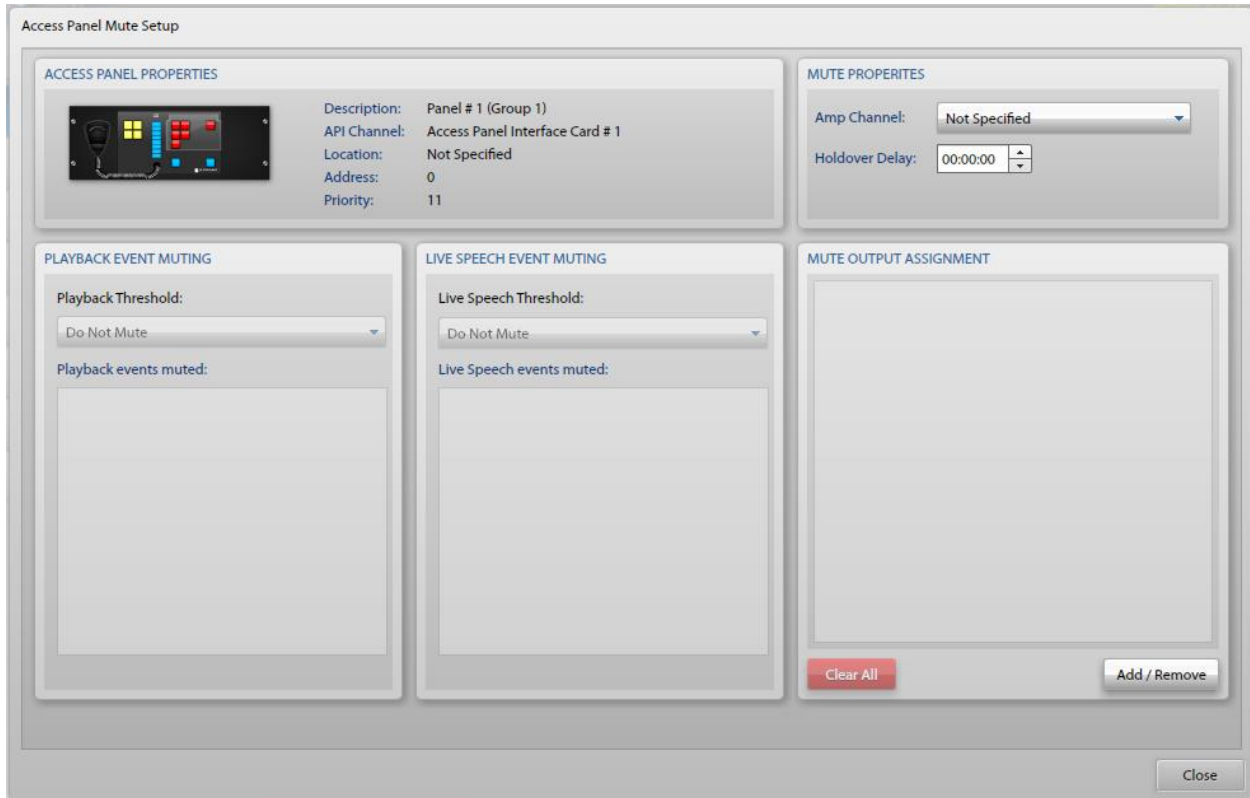 Access Panel Mute Setup
ACCESS PANEL PROPERTIES
Description: Panel # 1 (Group 1)
API Channel: Access Panel Interface Card # 1
Location: Not Specified
Address: 0
Priority: 11
MUTE PROPERITES
Amp Channel: Not Specified
Holdover Delay: 00:00:00
PLAYBACK EVENT MUTING
Playback Threshold:
Do Not Mute
Playback events muted:
LIVE SPEECH EVENT MUTING
Live Speech Threshold:
Do Not Mute
Live Speech events muted:
MUTE OUTPUT ASSIGNMENT
Clear All
Add / Remove
Close